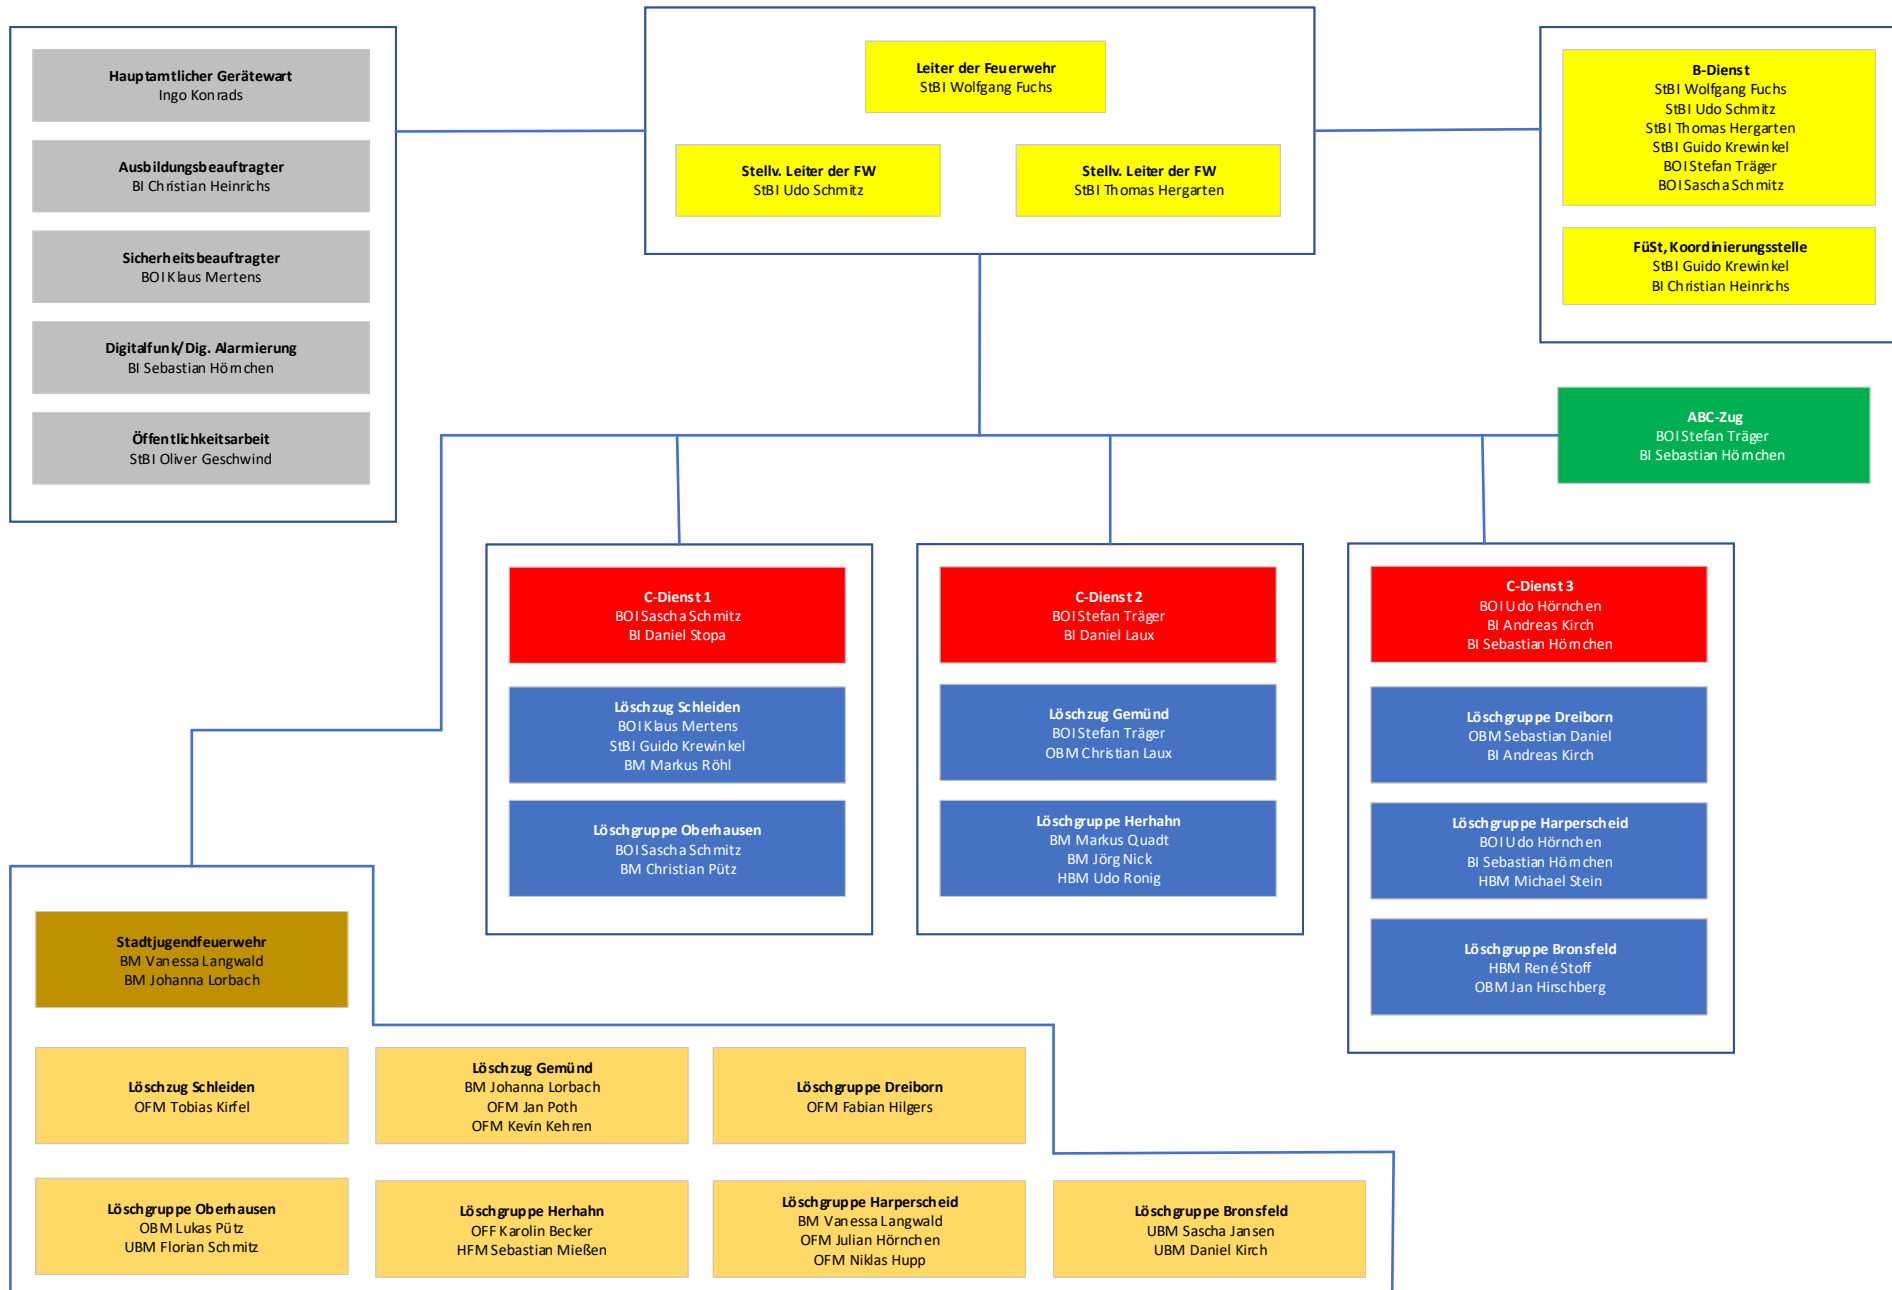 Hauptamtlicher Gerätewart
Ingo Konrads
Ausbildungsbeauftragter
BI Christian Heinrichs
Sicherheitsbeauftragter
BOI Klaus Mertens
Digitalfunk/Dig. Alarmierung
BI Sebastian Hörnchen
Öffentlichkeitsarbeit
StBI Oliver Geschwind
Leiter der Feuerwehr
StBI Wolfgang Fuchs
Stellv. Leiter der FW
StBI Udo Schmitz
Stellv. Leiter der FW
StBI Thomas Hergarten
B-Dienst
StBI Wolfgang Fuchs
StBI Udo Schmitz
StBI Thomas Hergarten
StBI Guido Krewinkel
BOI Stefan Träger
BOI Sascha Schmitz
FüSt, Koordinierungsstelle
StBI Guido Krewinkel
BI Christian Heinrichs
ABC-Zug
BOI Stefan Träger
BI Sebastian Hörnchen
C-Dienst 1
BOI Sascha Schmitz
BI Daniel Stopa
Löschzug Schleiden
BOI Klaus Mertens
StBI Guido Krewinkel
BM Markus Röhl
Löschgruppe Oberhausen
BOI Sascha Schmitz
BM Christian Pütz
C-Dienst 2
BOI Stefan Träger
BI Daniel Laux
Löschzug Gemünd
BOI Stefan Träger
OBM Christian Laux
Löschgruppe Herhahn
BM Markus Quadt
BM Jörg Nick
HBM Udo Ronig
C-Dienst 3
BOI Udo Hörnchen
BI Andreas Kirch
BI Sebastian Hörnchen
Löschgruppe Dreiborn
OBM Sebastian Daniel
BI Andreas Kirch
Löschgruppe Harperscheid
BOI Udo Hörnchen
BI Sebastian Hörnchen
HBM Michael Stein
Löschgruppe Bronsfeld
HBM René Stoff
OBM Jan Hirschberg
Stadtjugendfeuerwehr
BM Vanessa Langwald
BM Johanna Lorbach
Löschzug Schleiden
OFM Tobias Kirfel
Löschzug Gemünd
BM Johanna Lorbach
OFM Jan Poth
OFM Kevin Kehren
Löschgruppe Dreiborn
OFM Fabian Hilgers
Löschgruppe Oberhausen
OBM Lukas Pütz
UBM Florian Schmitz
Löschgruppe Herhahn
OFF Karolin Becker
HFM Sebastian Mießen
Löschgruppe Harperscheid
BM Vanessa Langwald
OFM Julian Hörnchen
OFM Niklas Hupp
Löschgruppe Bronsfeld
UBM Sascha Jansen
UBM Daniel Kirch